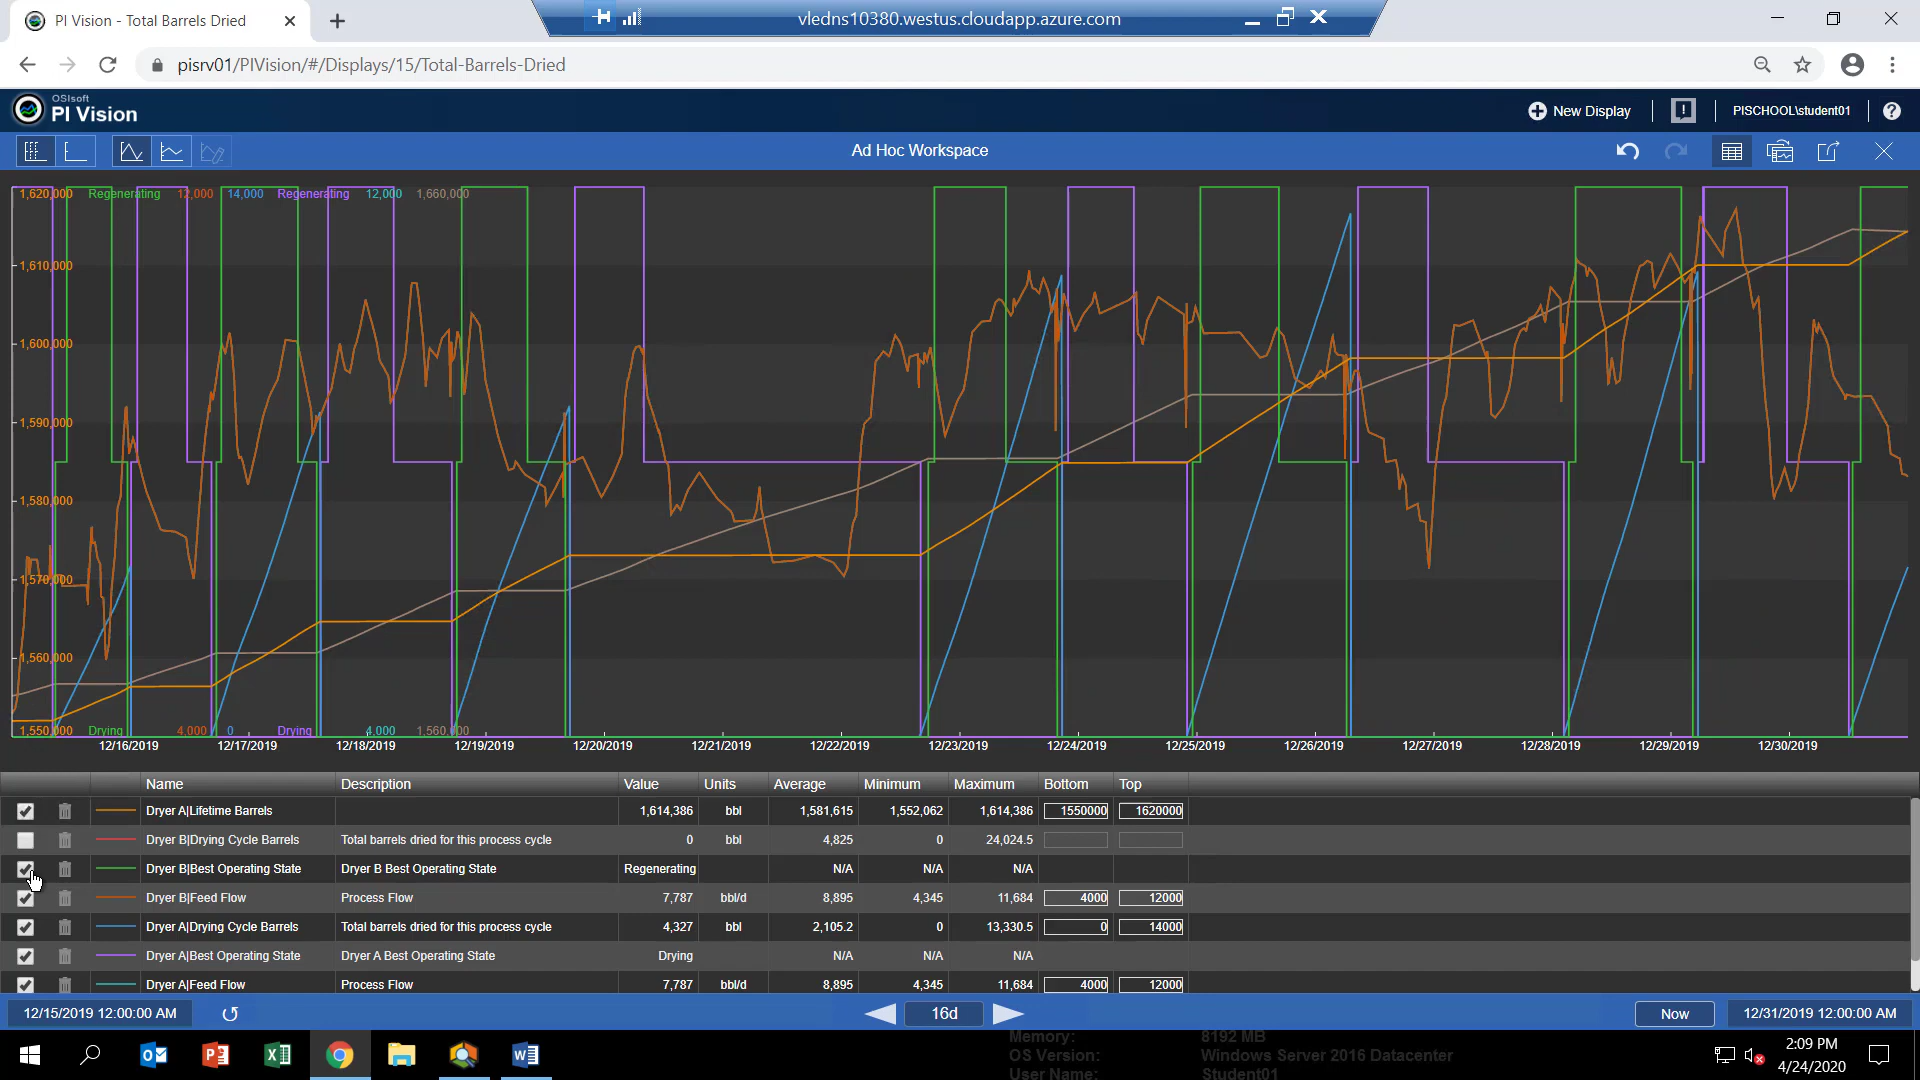 PI Vision - Total Barrels Dried
vledns10380.westus.cloudapp.azure.com
pisrv01/PIVision/#/Displays/15/Total-Barrels-Dried
OSIsoft
PI Vision
New Display
PISCHOOL\student01
Ad Hoc Workspace
1,620,000 Regenerating 12,000 14,000 Regenerating 12,000 1,660,000
1,610,000
1,600,000
1,590,000
1,580,000
1,570,000
1,560,000
1,550,000 Drying 4,000 0 Drying 4,000 1,560,000
12/16/2019 12/17/2019 12/18/2019 12/19/2019 12/20/2019 12/21/2019 12/22/2019 12/23/2019 12/24/2019 12/25/2019 12/26/2019 12/27/2019 12/28/2019 12/29/2019 12/30/2019
Name Description Value Units Average Minimum Maximum Bottom Top
Dryer A|Lifetime Barrels 1,614,386 bbl 1,581,615 1,552,062 1,614,386 1550000 1620000
Dryer B|Drying Cycle Barrels Total barrels dried for this process cycle 0 bbl 4,825 0 24,024.5
Dryer B|Best Operating State Dryer B Best Operating State Regenerating N/A N/A N/A
Dryer B|Feed Flow Process Flow 7,787 bbl/d 8,895 4,345 11,684 4000 12000
Dryer A|Drying Cycle Barrels Total barrels dried for this process cycle 4,327 bbl 2,105.2 0 13,330.5 0 14000
Dryer A|Best Operating State Dryer A Best Operating State Drying N/A N/A N/A
Dryer A|Feed Flow Process Flow 7,787 bbl/d 8,895 4,345 11,684 4000 12000
12/15/2019 12:00:00 AM 16d Now 12/31/2019 12:00:00 AM
Memory: 8192 MB
OS Version: Windows Server 2016 Datacenter
User Name: Student01
2:09 PM
4/24/2020